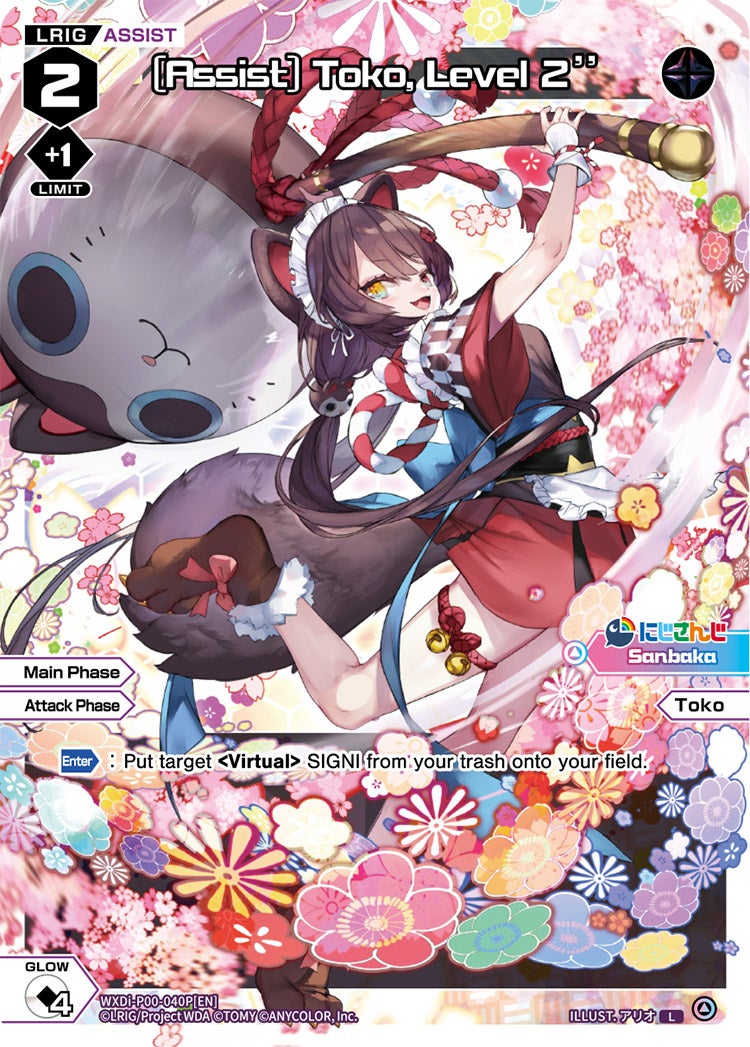 LRIG ASSIST
2
[Assist] Toko, Level 2''
+1
LIMIT
にじさんじ
Sanbaka
Main Phase
Attack Phase
Toko
Enter : Put target <Virtual> SIGNI from your trash onto your field.
GLOW
4
WXDi-P00-040P[EN]
©LRIG/Project WDA ©TOMY ©ANYCOLOR, Inc.
ILLUST. アリオ L